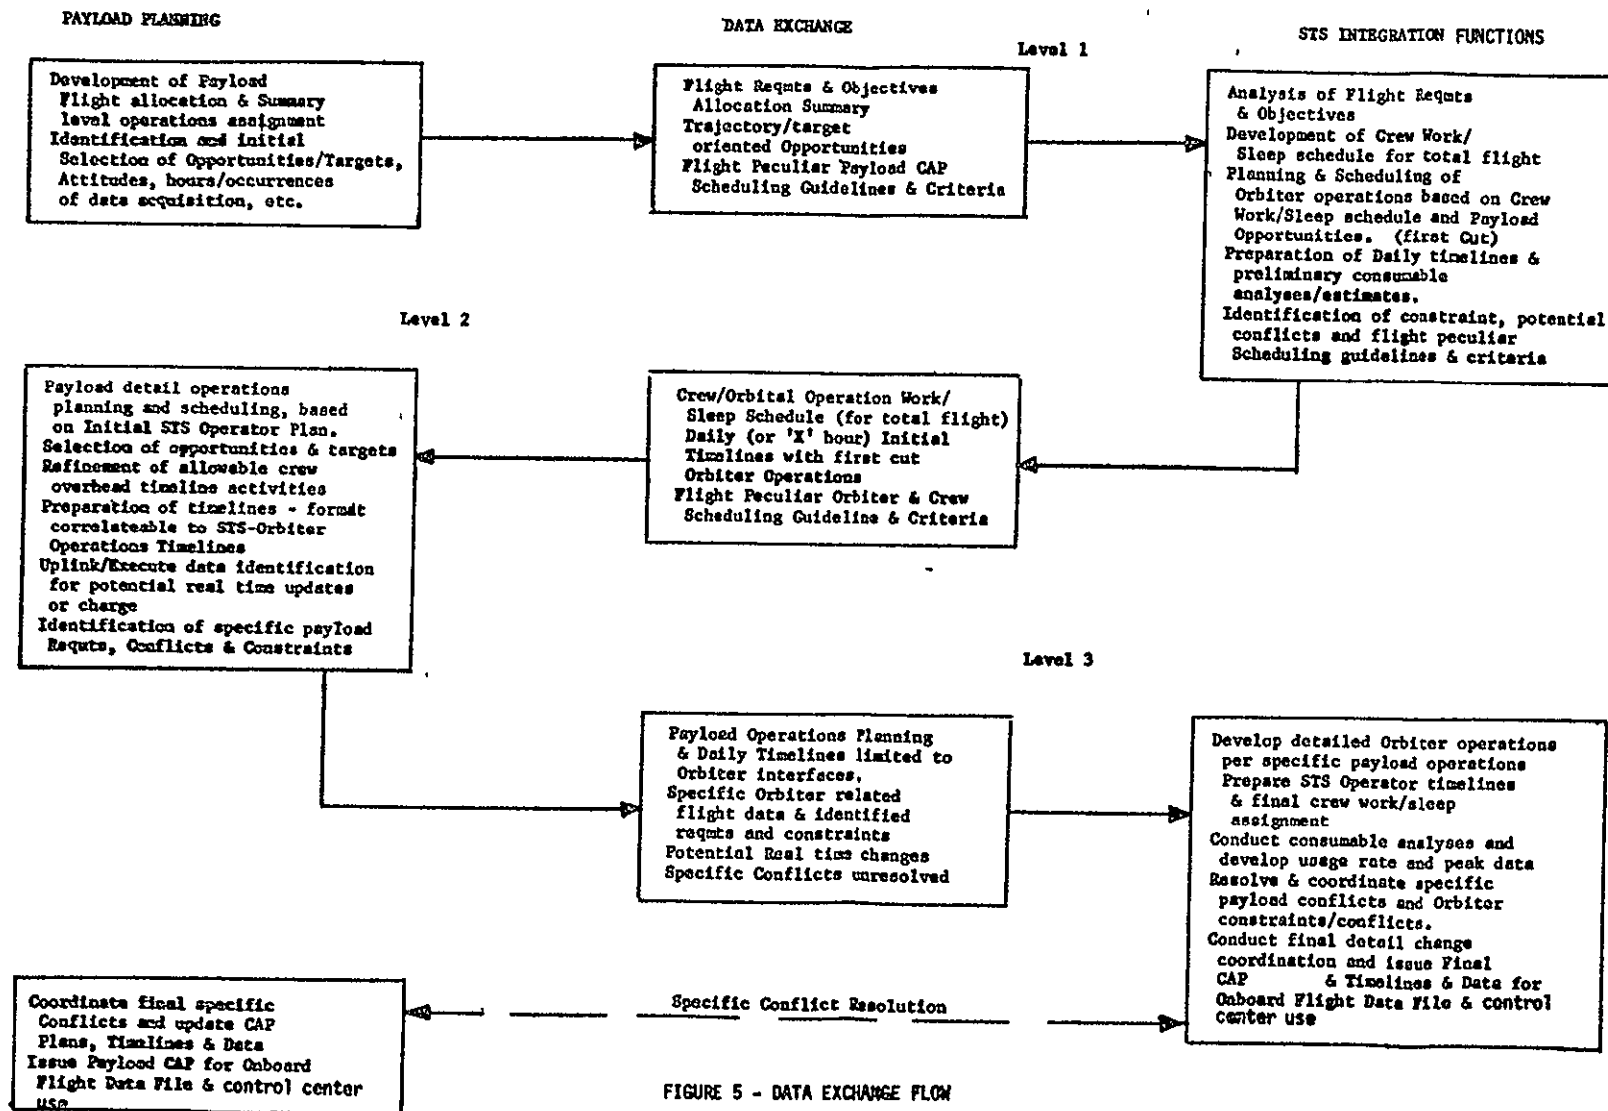 PAYLOAD PLANNING
DATA EXCHANGE
STS INTEGRATION FUNCTIONS
Level 1
Development of Payload
Flight allocation & Summary
level operations assignment
Identification and initial
Selection of Opportunities/Targets,
Attitudes, hours/occurrences
of data acquisition, etc.
Flight Reqmts & Objectives
Allocation Summary
Trajectory/target
oriented Opportunities
Flight Peculiar Payload CAP
Scheduling Guidelines & Criteria
Analysis of Flight Reqmts
& Objectives
Development of Crew Work/
Sleep schedule for total flight
Planning & Scheduling of
Orbiter operations based on Crew
Work/Sleep schedule and Payload
Opportunities. (first Cut)
Preparation of Daily timelines &
preliminary consumable
analyses/estimates.
Identification of constraint, potential
conflicts and flight peculiar
Scheduling guidelines & criteria
Level 2
Payload detail operations
planning and scheduling, based
on Initial STS Operator Plan.
Selection of opportunities & targets
Refinement of allowable crew
overhead timeline activities
Preparation of timelines - format
correlateable to STS-Orbiter
Operations Timelines
Uplink/Execute data identification
for potential real time updates
or charge
Identification of specific payload
Requts, Conflicts & Constraints
Crew/Orbital Operation Work/
Sleep Schedule (for total flight)
Daily (or 'X' hour) Initial
Timelines with first cut
Orbiter Operations
Flight Peculiar Orbiter & Crew
Scheduling Guideline & Criteria
Level 3
Payload Operations Planning
& Daily Timelines limited to
Orbiter interfaces.
Specific Orbiter related
flight data & identified
reqmts and constraints
Potential Real time changes
Specific Conflicts unresolved
Develop detailed Orbiter operations
per specific payload operations
Prepare STS Operator timelines
& final crew work/sleep
assignment
Conduct consumable analyses and
develop usage rate and peak data
Resolve & coordinate specific
payload conflicts and Orbiter
constraints/conflicts.
Conduct final detail change
coordination and issue Final
CAP & Timelines & Data for
Onboard Flight Data File & control
center use
Coordinate final specific
Conflicts and update CAP
Plans, Timelines & Data
Issue Payload CAP for Onboard
Flight Data File & control center
use
Specific Conflict Resolution
FIGURE 5 - DATA EXCHANGE FLOW